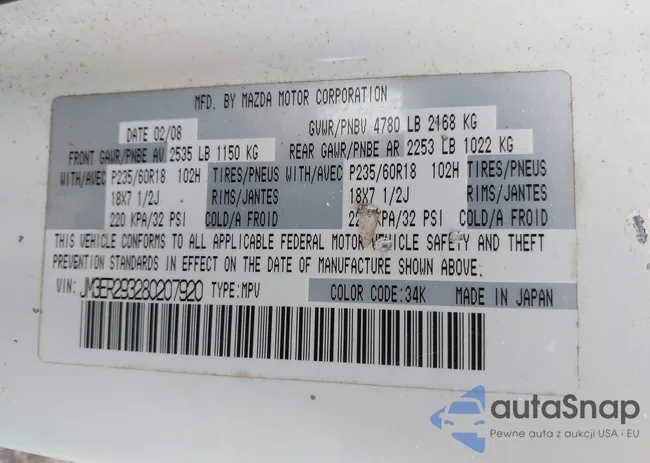 MFD. BY MAZDA MOTOR CORPORATION
DATE 02/08 GVWR/PNBV 4780 LB 2168 KG
FRONT GAWR/PNBE AV 2535 LB 1150 KG REAR GAWR/PNBE AR 2253 LB 1022 KG
WITH/AVEC P235/60R18 102H TIRES/PNEUS WITH/AVEC P235/60R18 102H TIRES/PNEUS
18X7 1/2J RIMS/JANTES 18X7 1/2J RIMS/JANTES
220 KPA/32 PSI COLD/A FROID KPA/32 PSI COLD/A FROID
THIS VEHICLE CONFORMS TO ALL APPLICABLE FEDERAL MOTOR VEHICLE SAFETY AND THEFT
PREVENTION STANDARDS IN EFFECT ON THE DATE OF MANUFACTURE SHOWN ABOVE.
VIN: JM3ER293280207920 TYPE:MPV COLOR CODE:34K MADE IN JAPAN
autaSnap
Pewne auta z aukcji USA i EU